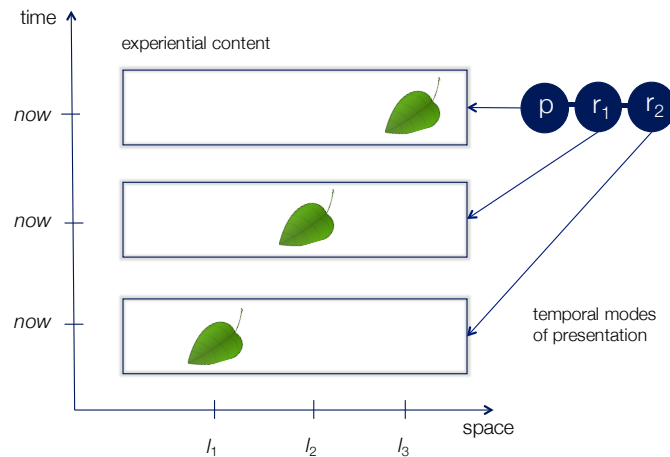 time
experiential content
now
p r₁ r₂
now
now
temporal modes
of presentation
space
l₁ l₂ l₃